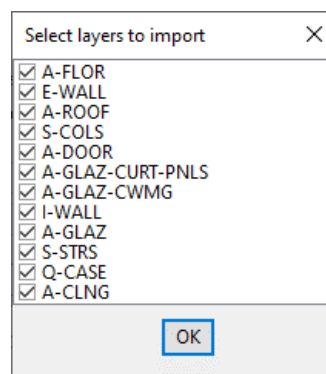 Select layers to import
A-FLOR
E-WALL
A-ROOF
S-COLS
A-DOOR
A-GLAZ-CURT-PNLS
A-GLAZ-CWMG
I-WALL
A-GLAZ
S-STRS
Q-CASE
A-CLNG
OK